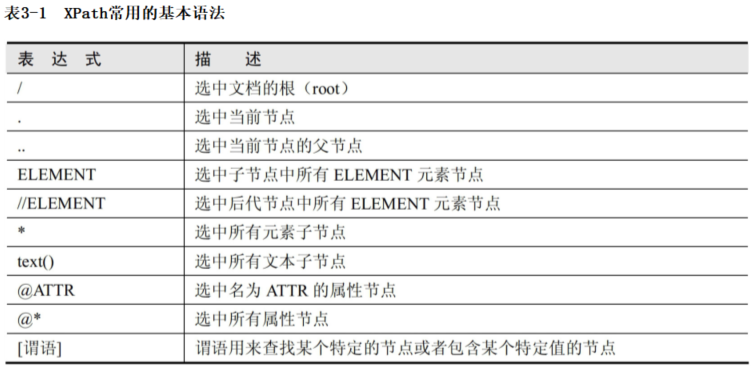 表3-1 XPath常用的基本语法
表 达 式 描 述
/ 选中文档的根（root）
. 选中当前节点
.. 选中当前节点的父节点
ELEMENT 选中子节点中所有 ELEMENT 元素节点
//ELEMENT 选中后代节点中所有 ELEMENT 元素节点
* 选中所有元素子节点
text() 选中所有文本子节点
@ATTR 选中名为 ATTR 的属性节点
@* 选中所有属性节点
[谓语] 谓语用来查找某个特定的节点或者包含某个特定值的节点